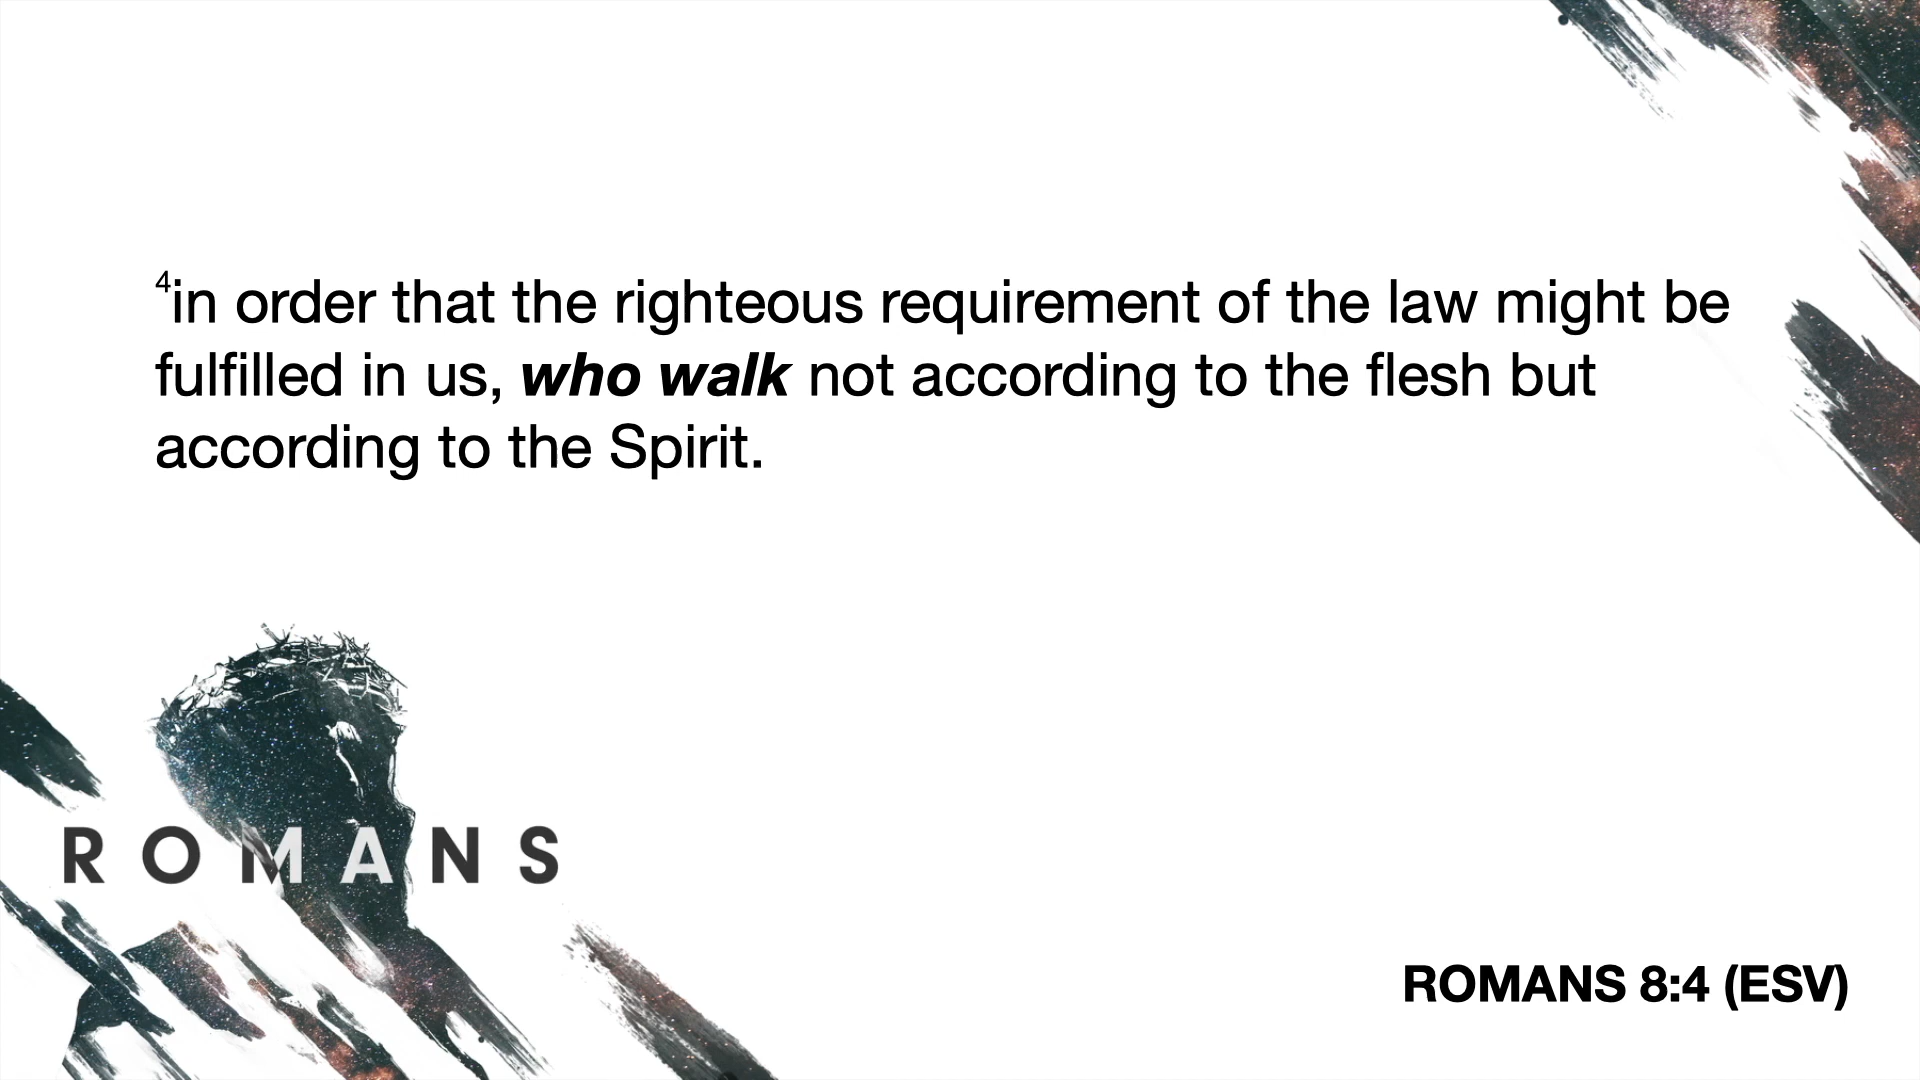 ⁴in order that the righteous requirement of the law might be
fulfilled in us, who walk not according to the flesh but
according to the Spirit.
ROMANS
ROMANS 8:4 (ESV)